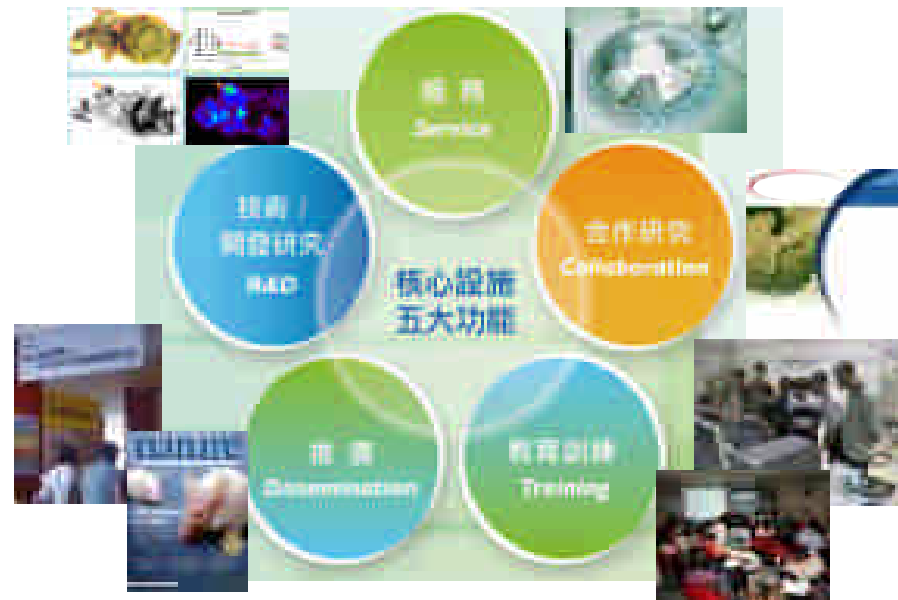 服務
Service
合作研究
Collaboration
技術/
開發研究
R&D
核心設施
五大功能
推廣
Dissemination
教育訓練
Training